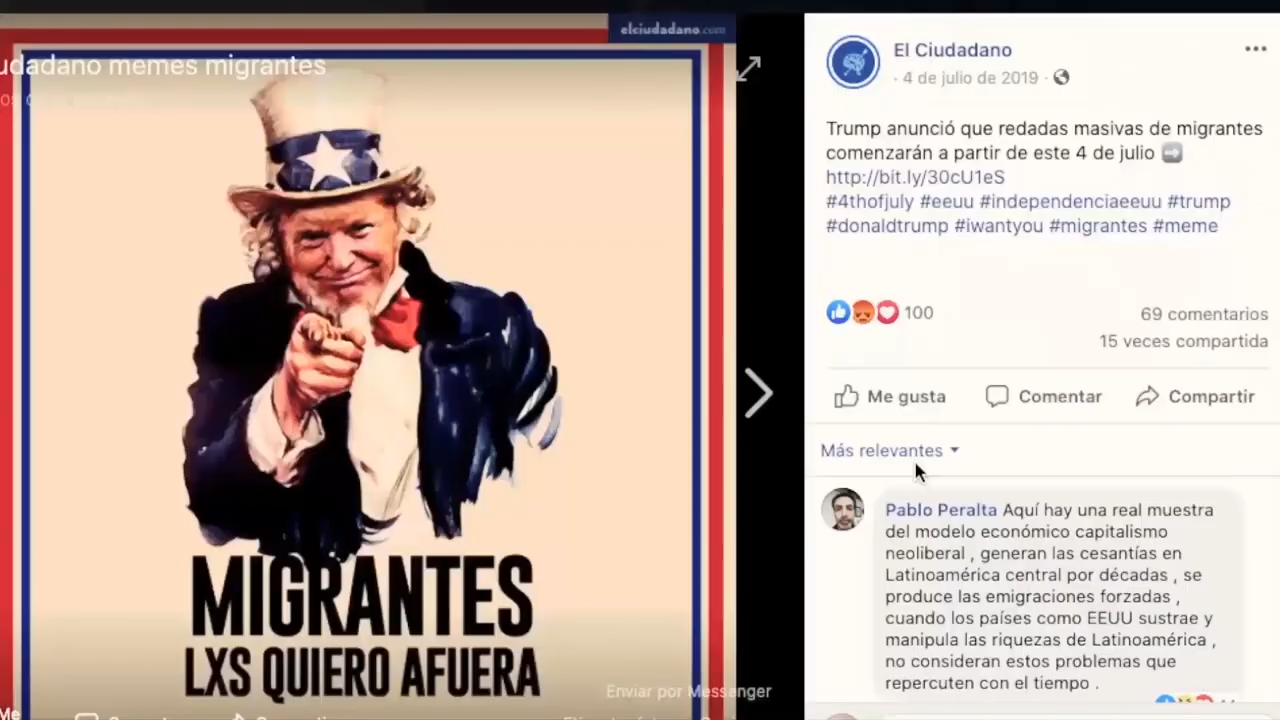 elciudadano.com
udadano memes migrantes
MIGRANTES
LXS QUIERO AFUERA
Enviar por Messenger
Me
El Ciudadano
· 4 de julio de 2019 ·
Trump anunció que redadas masivas de migrantes
comenzarán a partir de este 4 de julio
http://bit.ly/30cU1eS
#4thofjuly #eeuu #independenciaeeuu #trump
#donaldtrump #iwantyou #migrantes #meme
100
69 comentarios
15 veces compartida
Me gusta
Comentar
Compartir
Más relevantes
Pablo Peralta Aquí hay una real muestra
del modelo económico capitalismo
neoliberal , generan las cesantías en
Latinoamérica central por décadas , se
produce las emigraciones forzadas ,
cuando los países como EEUU sustrae y
manipula las riquezas de Latinoamérica ,
no consideran estos problemas que
repercuten con el tiempo .